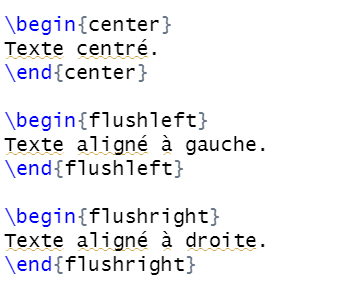 \begin{center}
Texte centré.
\end{center}
\begin{flushleft}
Texte aligné à gauche.
\end{flushleft}
\begin{flushright}
Texte aligné à droite.
\end{flushright}